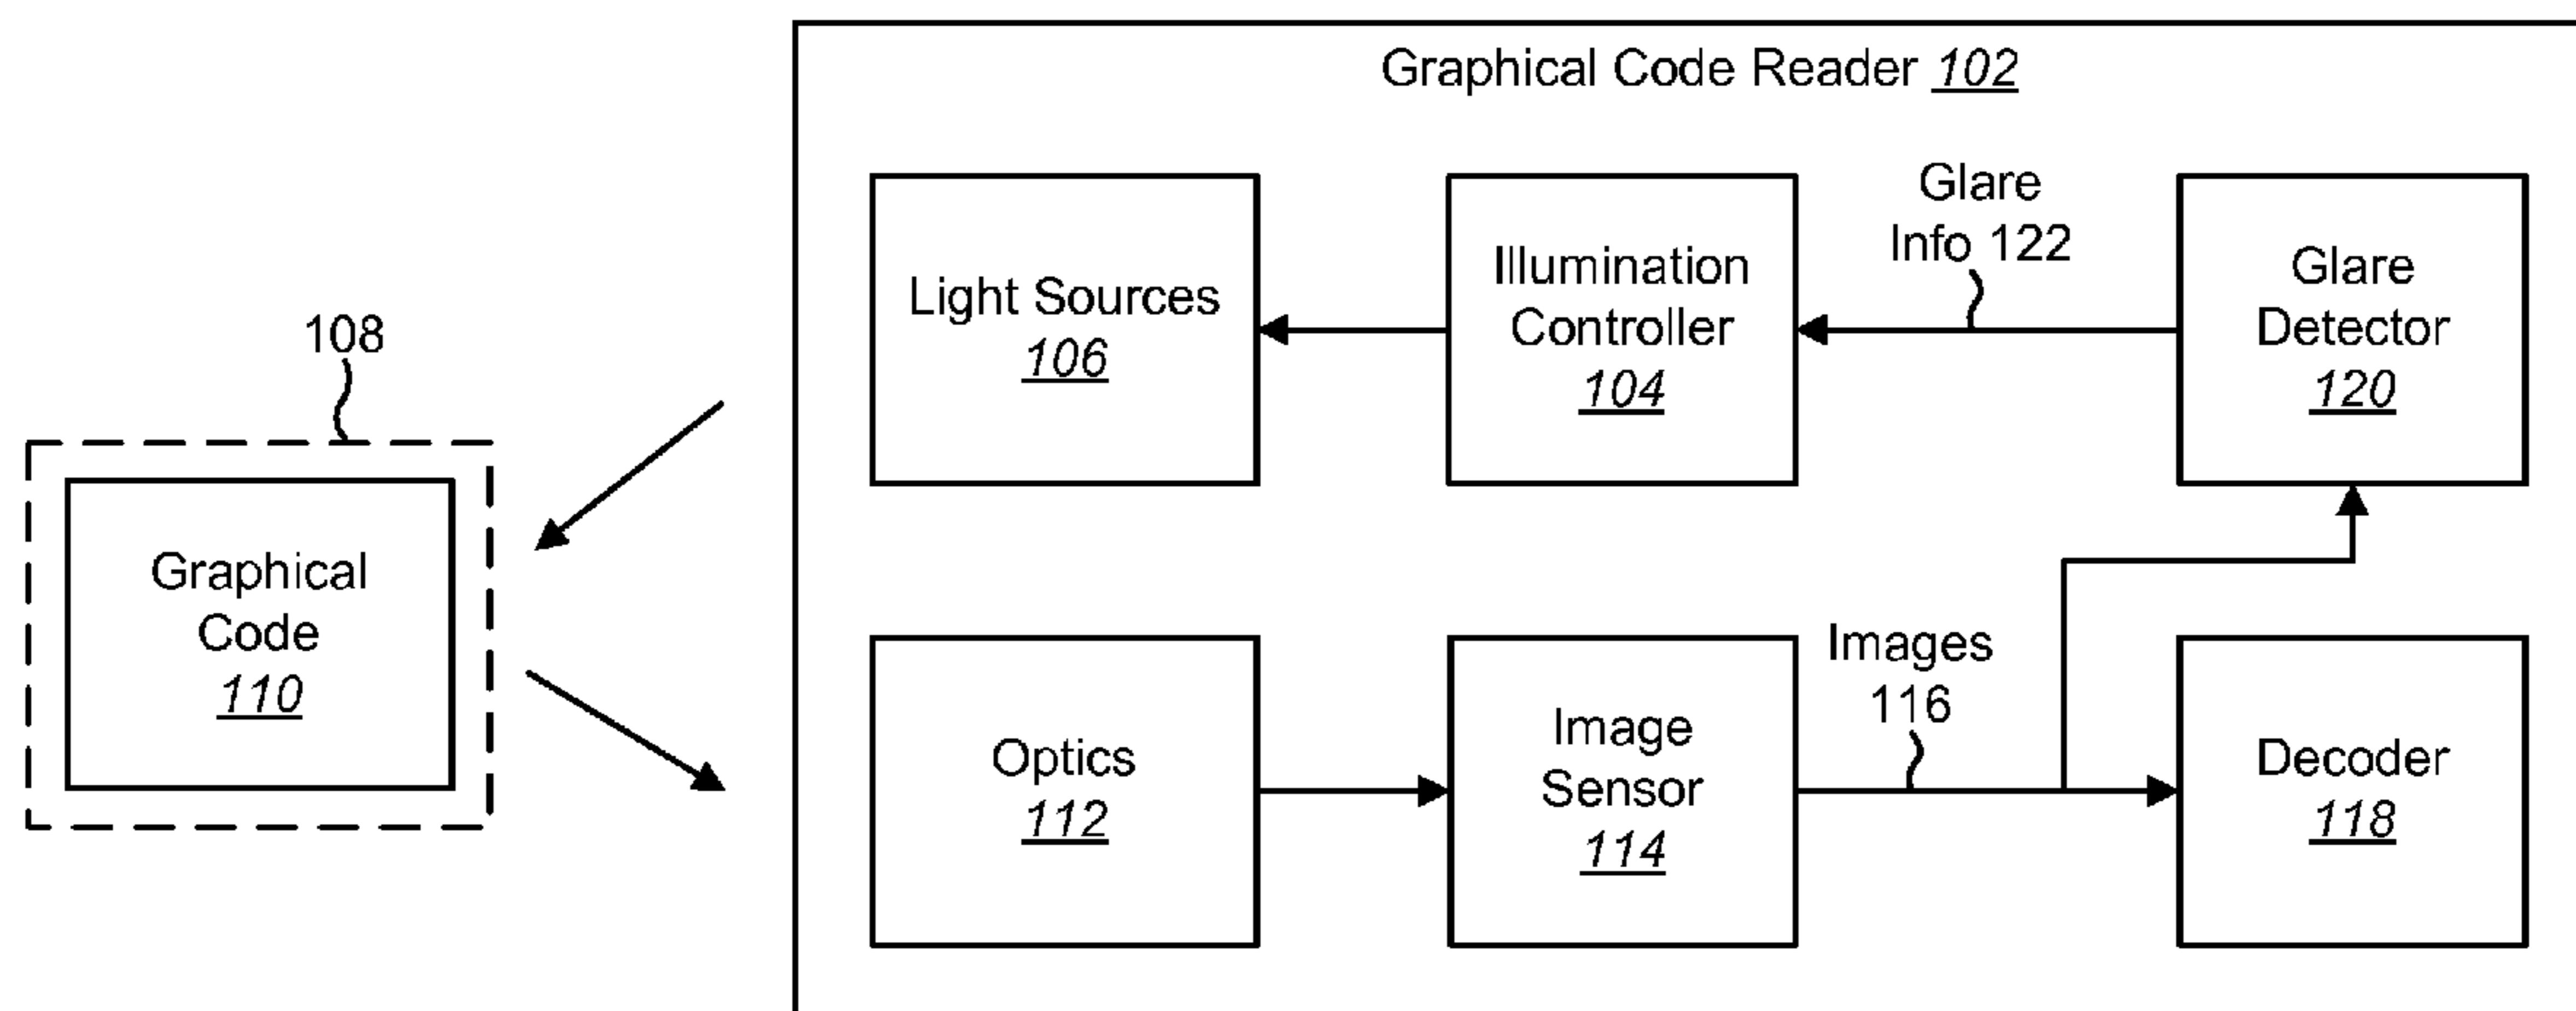 Graphical Code Reader 102
Light Sources
106
Illumination
Controller
104
Glare
Info 122
Glare
Detector
120
108
Graphical
Code
110
Optics
112
Image
Sensor
114
Images
116
Decoder
118